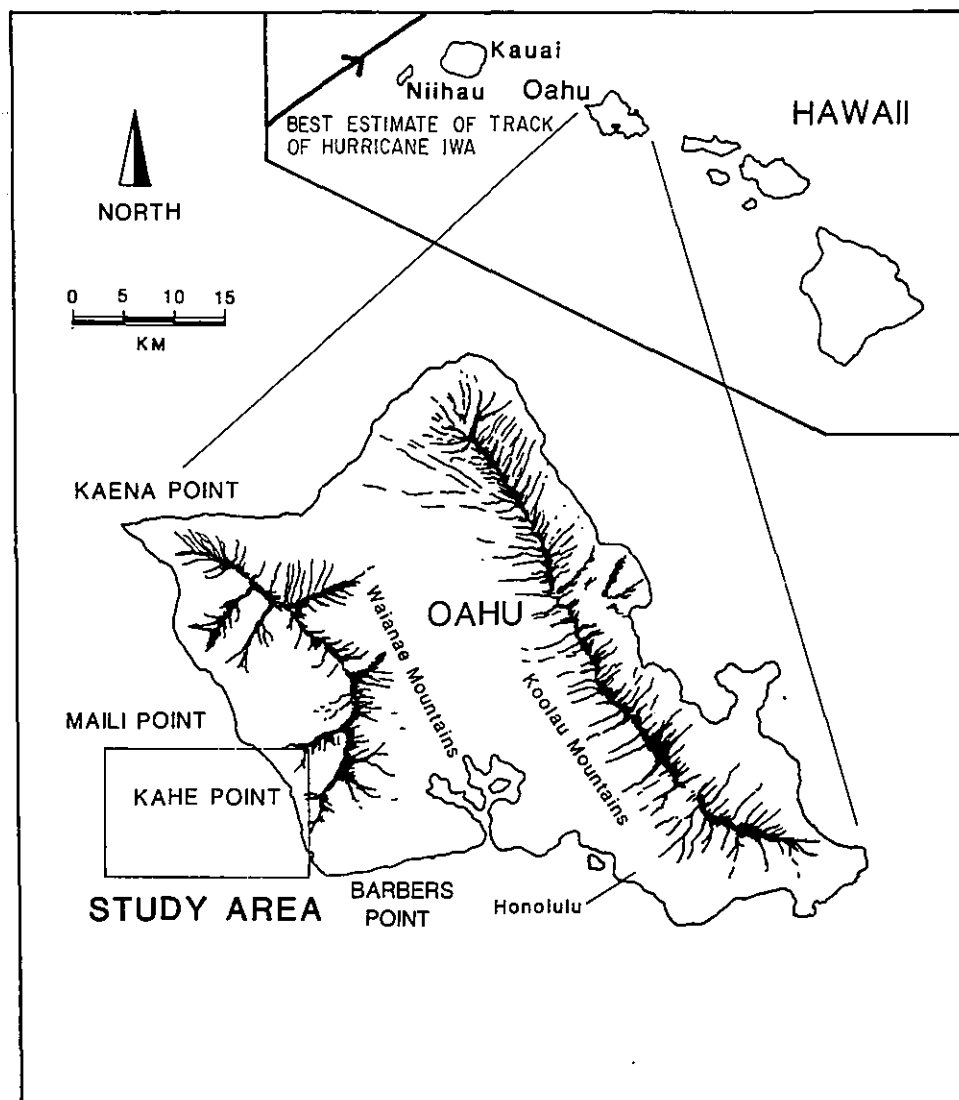 Kauai
Niihau
Oahu
HAWAII
BEST ESTIMATE OF TRACK
OF HURRICANE IWA
NORTH
0 5 10 15
KM
KAENA POINT
OAHU
Waianae Mountains
Koolau Mountains
MAILI POINT
KAHE POINT
STUDY AREA
BARBERS
POINT
Honolulu